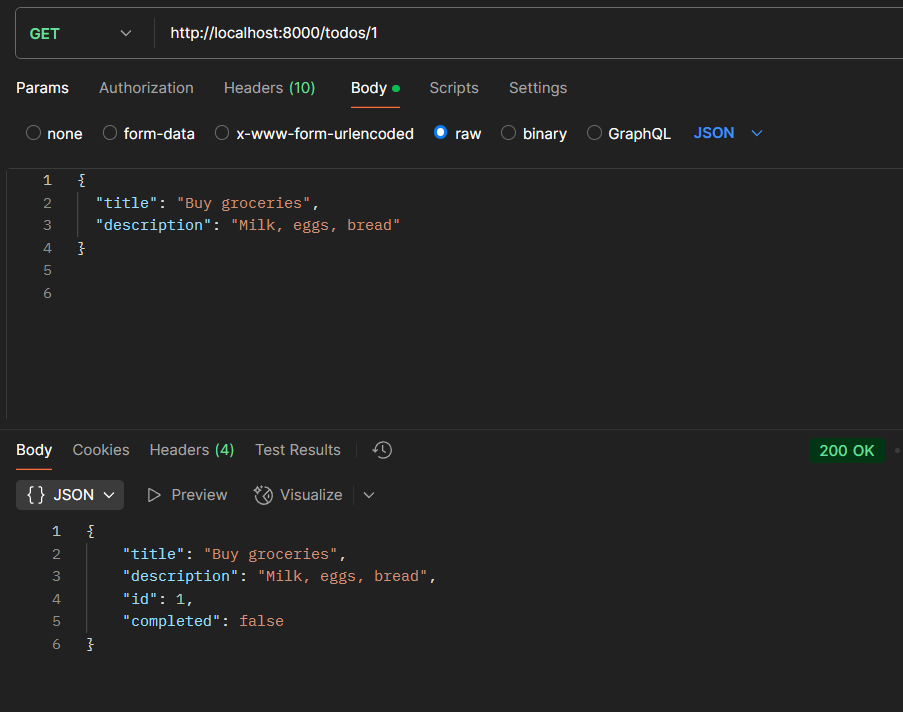 GET http://localhost:8000/todos/1
Params Authorization Headers (10) Body Scripts Settings
none form-data x-www-form-urlencoded raw binary GraphQL JSON
1 {
2 "title": "Buy groceries",
3 "description": "Milk, eggs, bread"
4 }
5
6
Body Cookies Headers (4) Test Results 200 OK
{} JSON Preview Visualize
1 {
2 "title": "Buy groceries",
3 "description": "Milk, eggs, bread",
4 "id": 1,
5 "completed": false
6 }